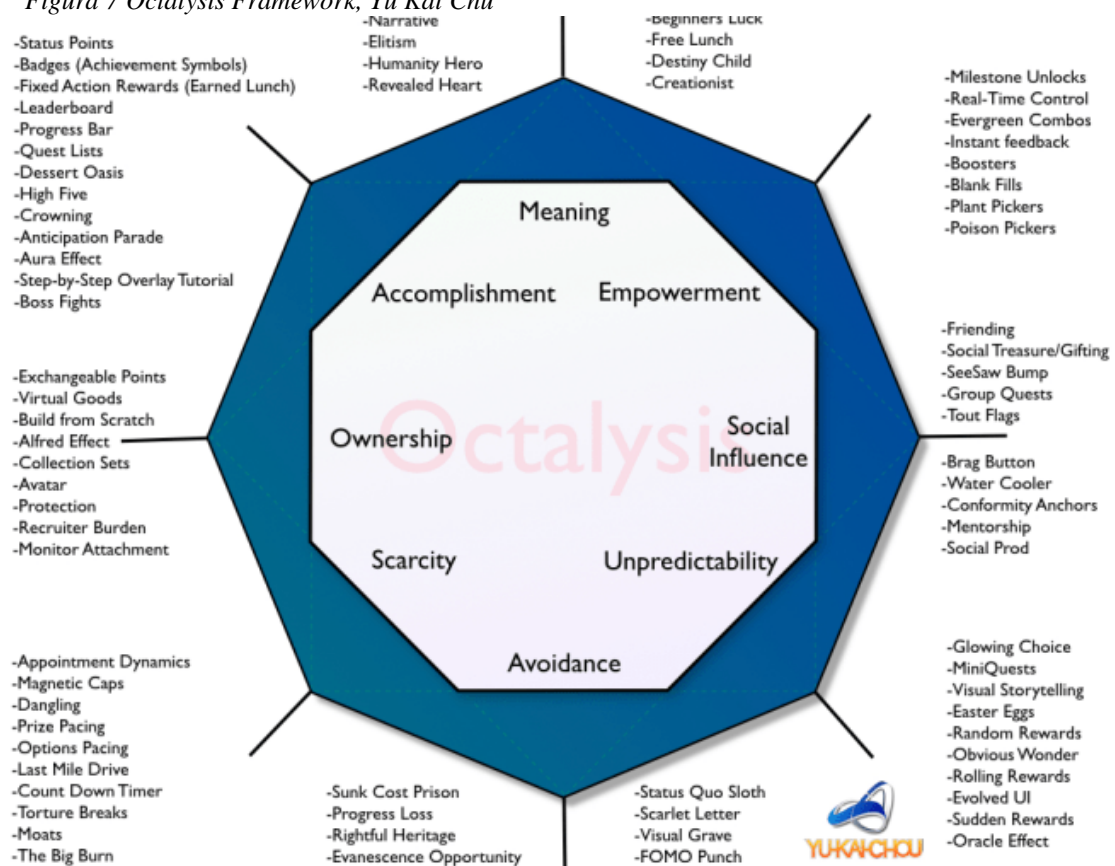 Figura 7 Octalysis Framework, Yu Kai Chu
-Narrative
-Elitism
-Humanity Hero
-Revealed Heart
-Beginners Luck
-Free Lunch
-Destiny Child
-Creationist
-Status Points
-Badges (Achievement Symbols)
-Fixed Action Rewards (Earned Lunch)
-Leaderboard
-Progress Bar
-Quest Lists
-Dessert Oasis
-High Five
-Crowning
-Anticipation Parade
-Aura Effect
-Step-by-Step Overlay Tutorial
-Boss Fights
-Milestone Unlocks
-Real-Time Control
-Evergreen Combos
-Instant feedback
-Boosters
-Blank Fills
-Plant Pickers
-Poison Pickers
Meaning
Accomplishment
Empowerment
Ownership
Octalysis
Social
Influence
Scarcity
Unpredictability
Avoidance
-Exchangeable Points
-Virtual Goods
-Build from Scratch
-Alfred Effect
-Collection Sets
-Avatar
-Protection
-Recruiter Burden
-Monitor Attachment
-Friending
-Social Treasure/Gifting
-SeeSaw Bump
-Group Quests
-Tout Flags
-Brag Button
-Water Cooler
-Conformity Anchors
-Mentorship
-Social Prod
-Appointment Dynamics
-Magnetic Caps
-Dangling
-Prize Pacing
-Options Pacing
-Last Mile Drive
-Count Down Timer
-Torture Breaks
-Moats
-The Big Burn
-Sunk Cost Prison
-Progress Loss
-Rightful Heritage
-Evanescence Opportunity
-Status Quo Sloth
-Scarlet Letter
-Visual Grave
-FOMO Punch
YU-KAI-CHOU
-Glowing Choice
-MiniQuests
-Visual Storytelling
-Easter Eggs
-Random Rewards
-Obvious Wonder
-Rolling Rewards
-Evolved UI
-Sudden Rewards
-Oracle Effect